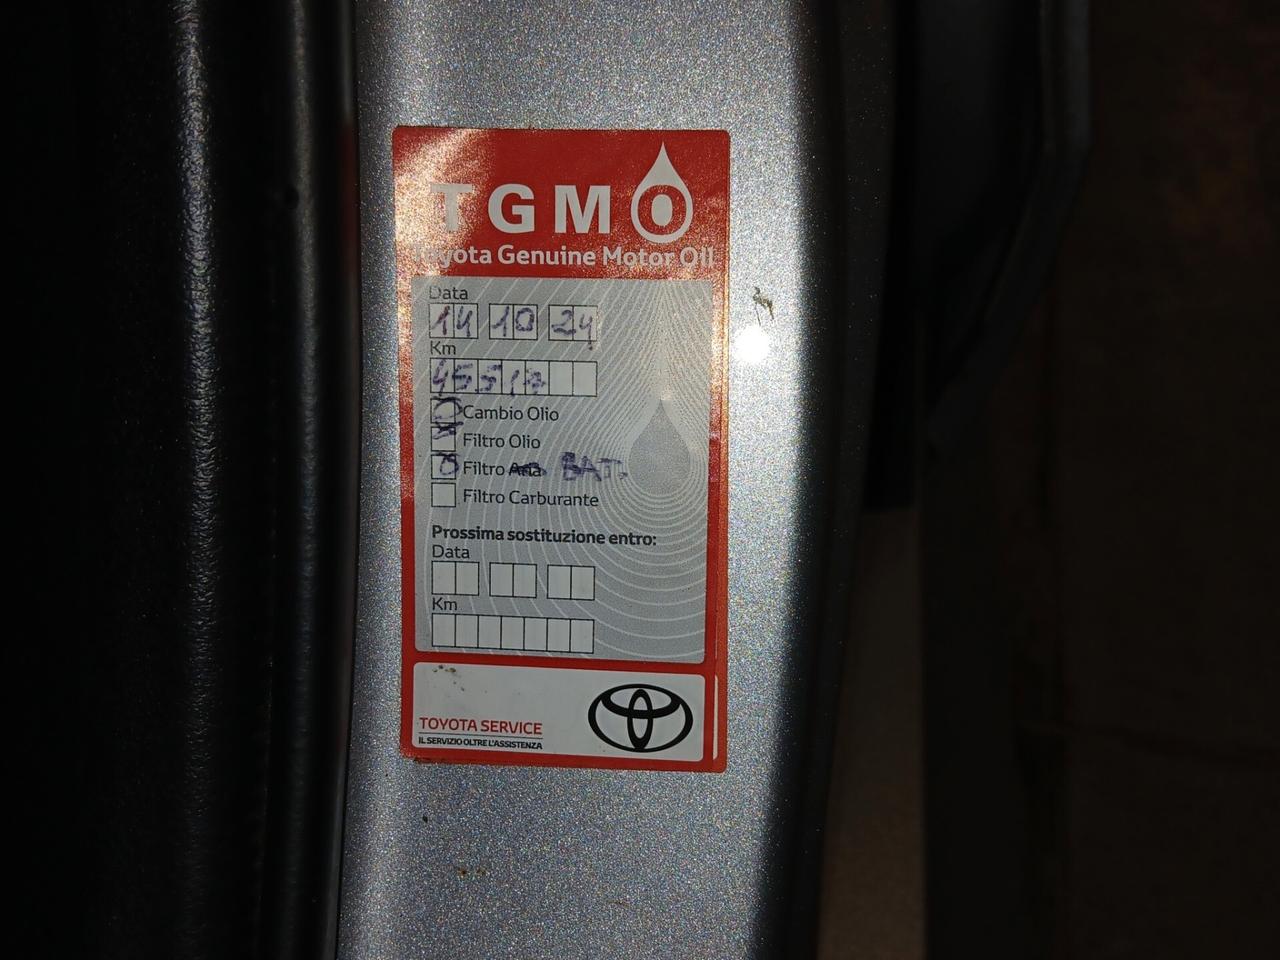 TGMO
Toyota Genuine Motor Oil
Data
14 10 24
Km
45517
Cambio Olio
Filtro Olio
Filtro Aria BATT.
Filtro Carburante
Prossima sostituzione entro:
Data
Km
TOYOTA SERVICE
IL SERVIZIO OLTRE L'ASSISTENZA